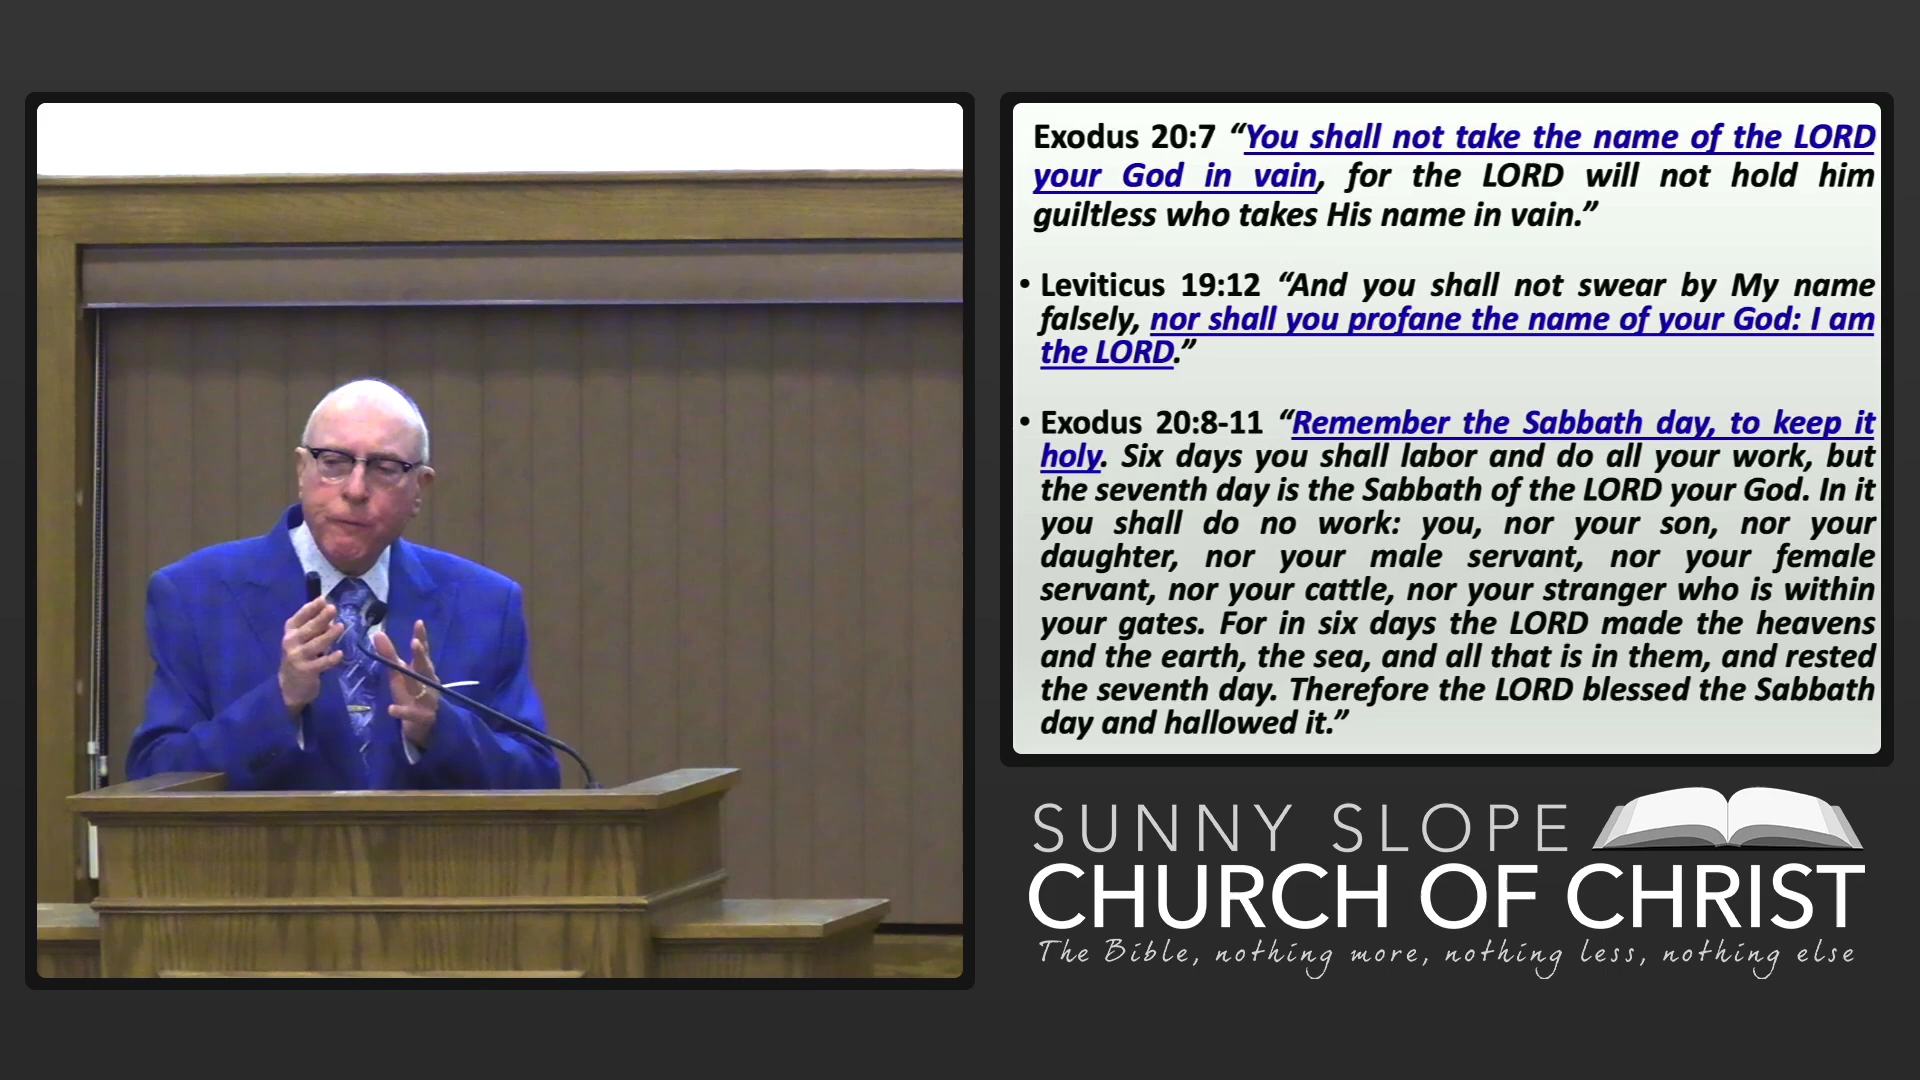 Exodus 20:7 “You shall not take the name of the LORD
your God in vain, for the LORD will not hold him
guiltless who takes His name in vain.”
• Leviticus 19:12 “And you shall not swear by My name
falsely, nor shall you profane the name of your God: I am
the LORD.”
• Exodus 20:8-11 “Remember the Sabbath day, to keep it
holy. Six days you shall labor and do all your work, but
the seventh day is the Sabbath of the LORD your God. In it
you shall do no work: you, nor your son, nor your
daughter, nor your male servant, nor your female
servant, nor your cattle, nor your stranger who is within
your gates. For in six days the LORD made the heavens
and the earth, the sea, and all that is in them, and rested
the seventh day. Therefore the LORD blessed the Sabbath
day and hallowed it.”
SUNNY SLOPE
CHURCH OF CHRIST
The Bible, nothing more, nothing less, nothing else